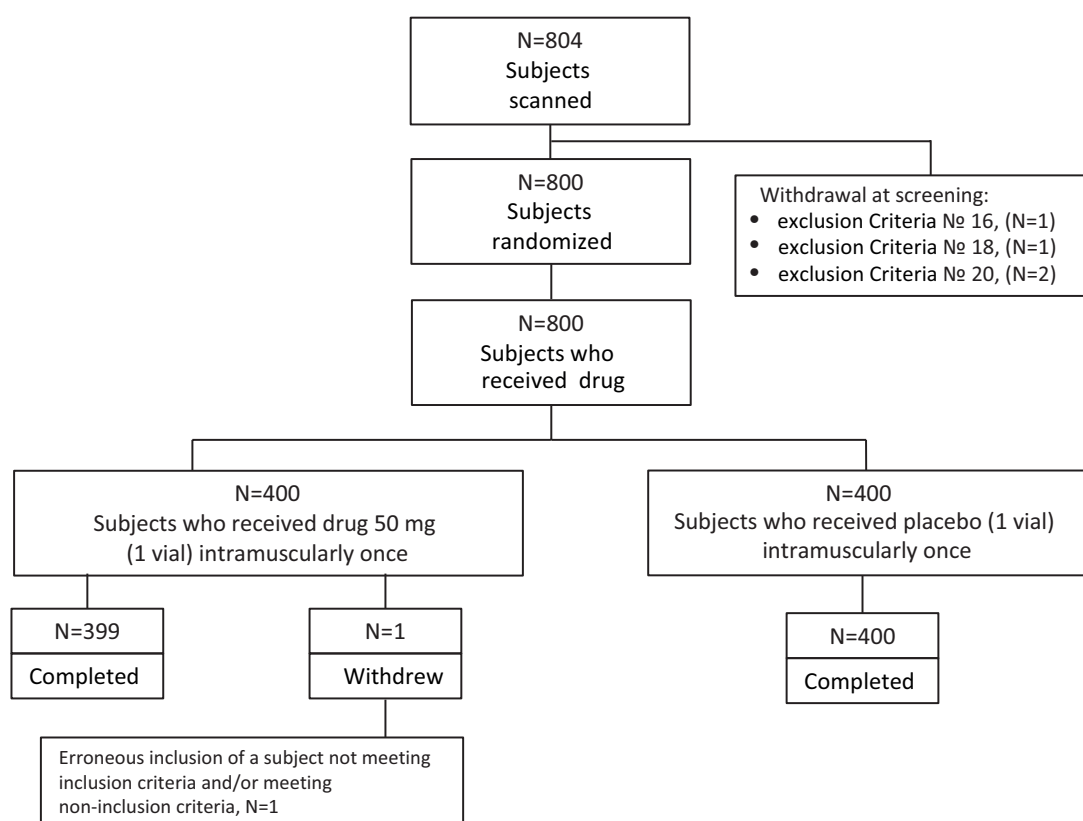 N=804
Subjects
scanned
N=800
Subjects
randomized
Withdrawal at screening:
• exclusion Criteria № 16, (N=1)
• exclusion Criteria № 18, (N=1)
• exclusion Criteria № 20, (N=2)
N=800
Subjects who
received drug
N=400
Subjects who received drug 50 mg
(1 vial) intramuscularly once
N=400
Subjects who received placebo (1 vial)
intramuscularly once
N=399
Completed
N=1
Withdrew
N=400
Completed
Erroneous inclusion of a subject not meeting
inclusion criteria and/or meeting
non-inclusion criteria, N=1